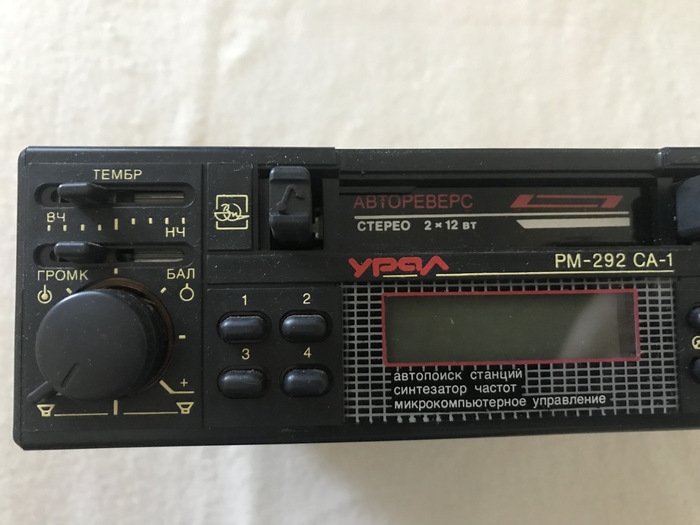 ТЕМБР
ВЧ
НЧ
ГРОМК
БАЛ
+
1
2
3
4
АВТОРЕВЕРС
СТЕРЕО 2×12 ВТ
урал
РМ-292 СА-1
автопоиск станций
синтезатор частот
микрокомпьютерное управление